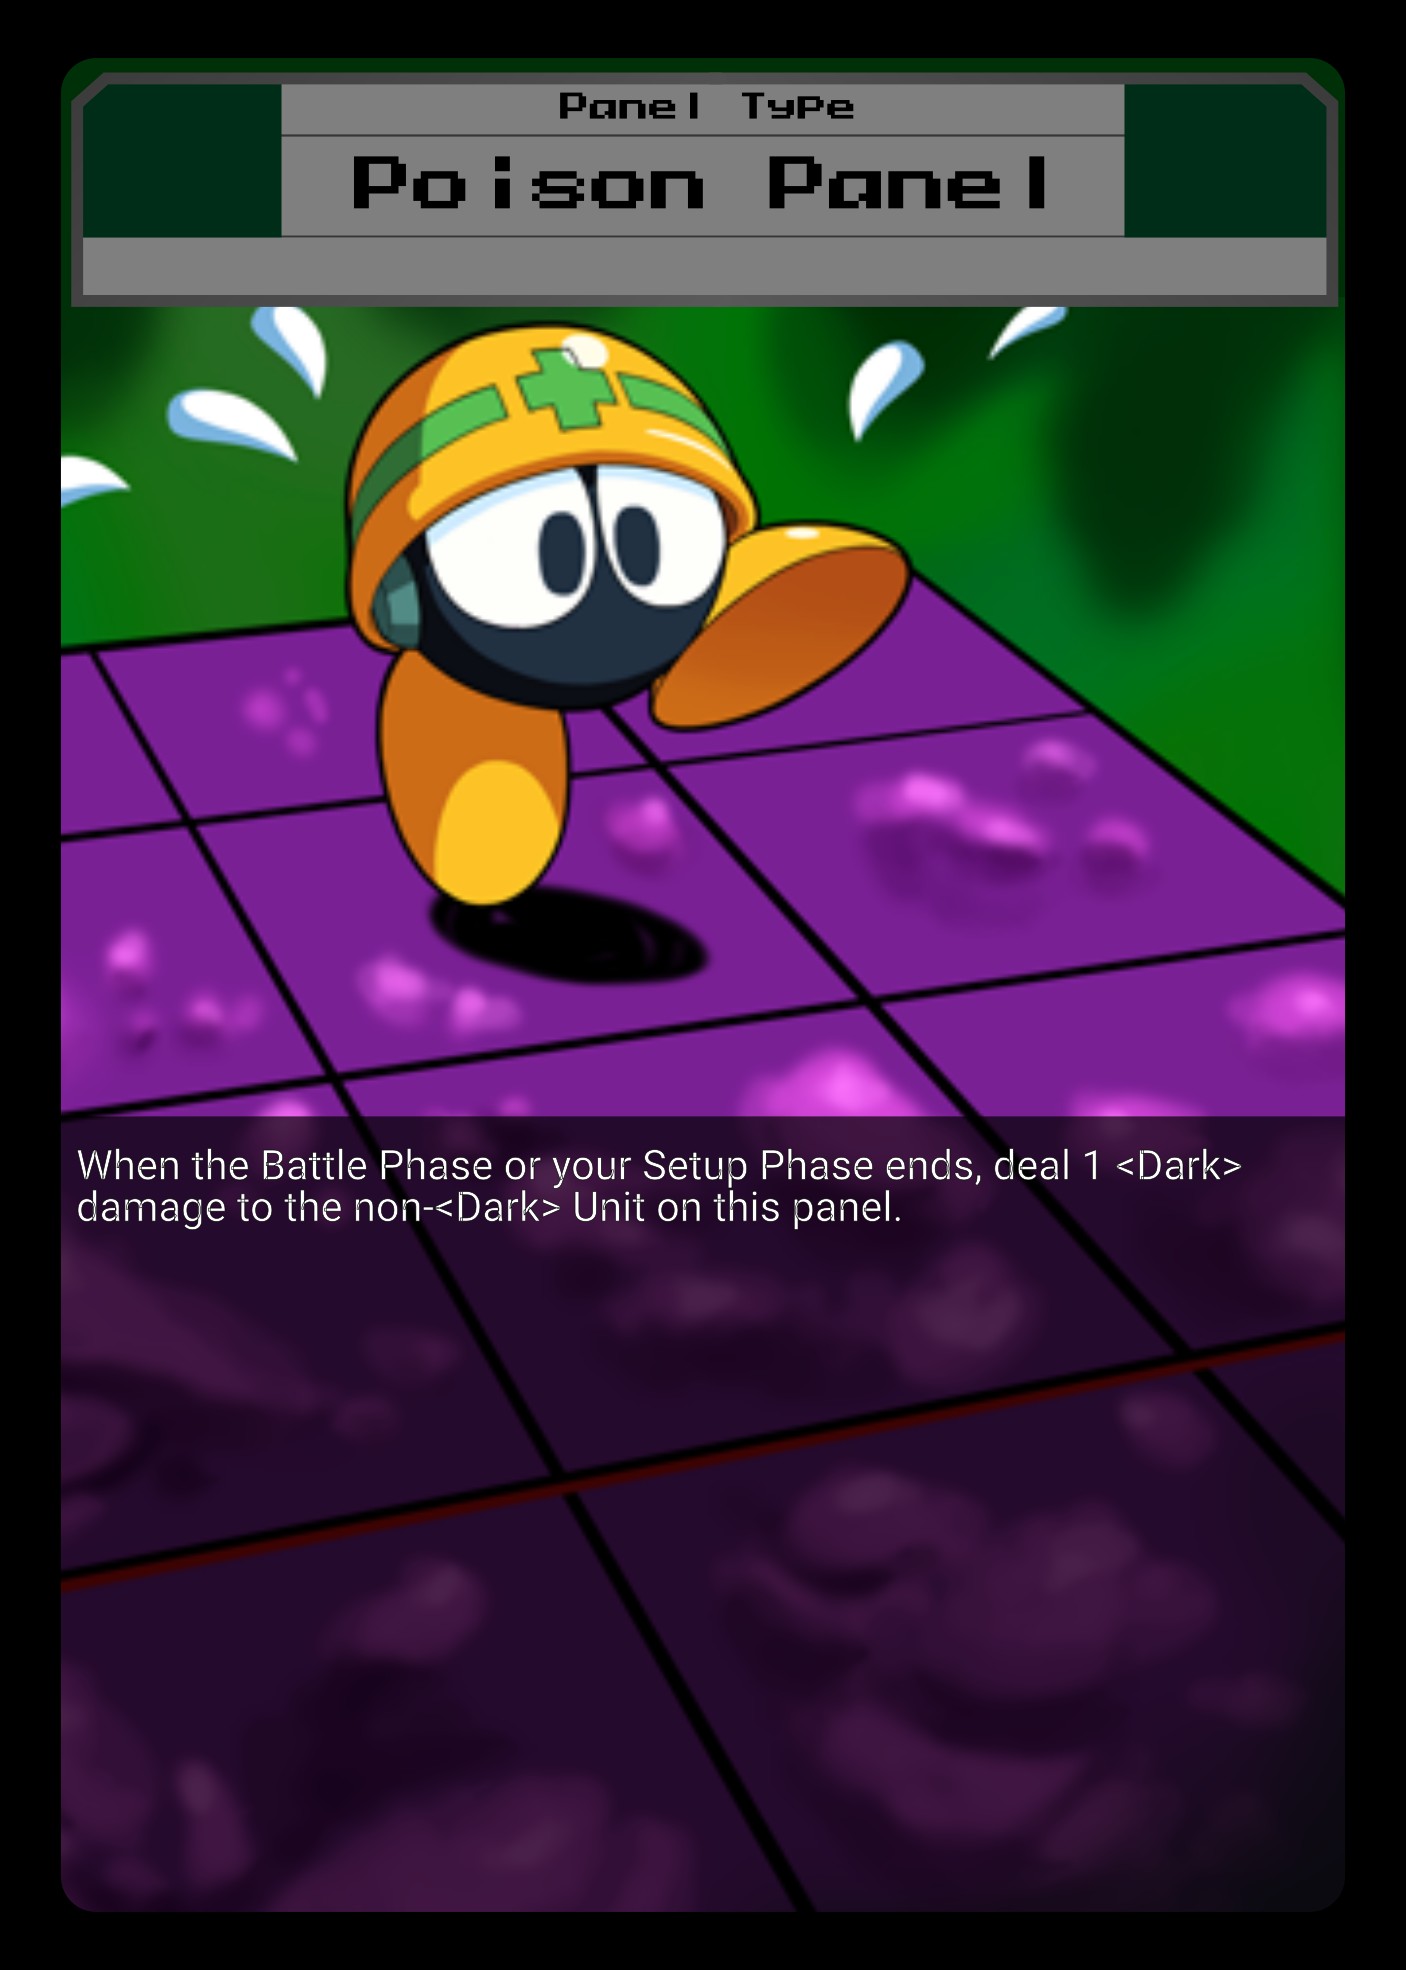 Panel Type
Poison Panel
When the Battle Phase or your Setup Phase ends, deal 1 <Dark>
damage to the non-<Dark> Unit on this panel.